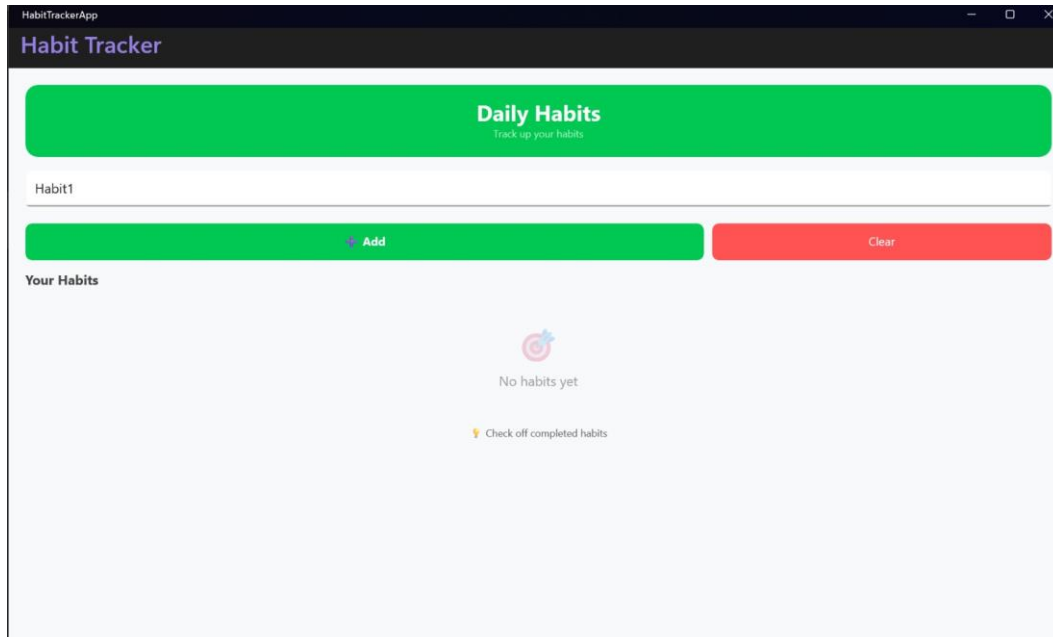 HabitTrackerApp
Habit Tracker
Daily Habits
Track up your habits
Habit1
➕ Add
Clear
Your Habits
No habits yet
💡 Check off completed habits